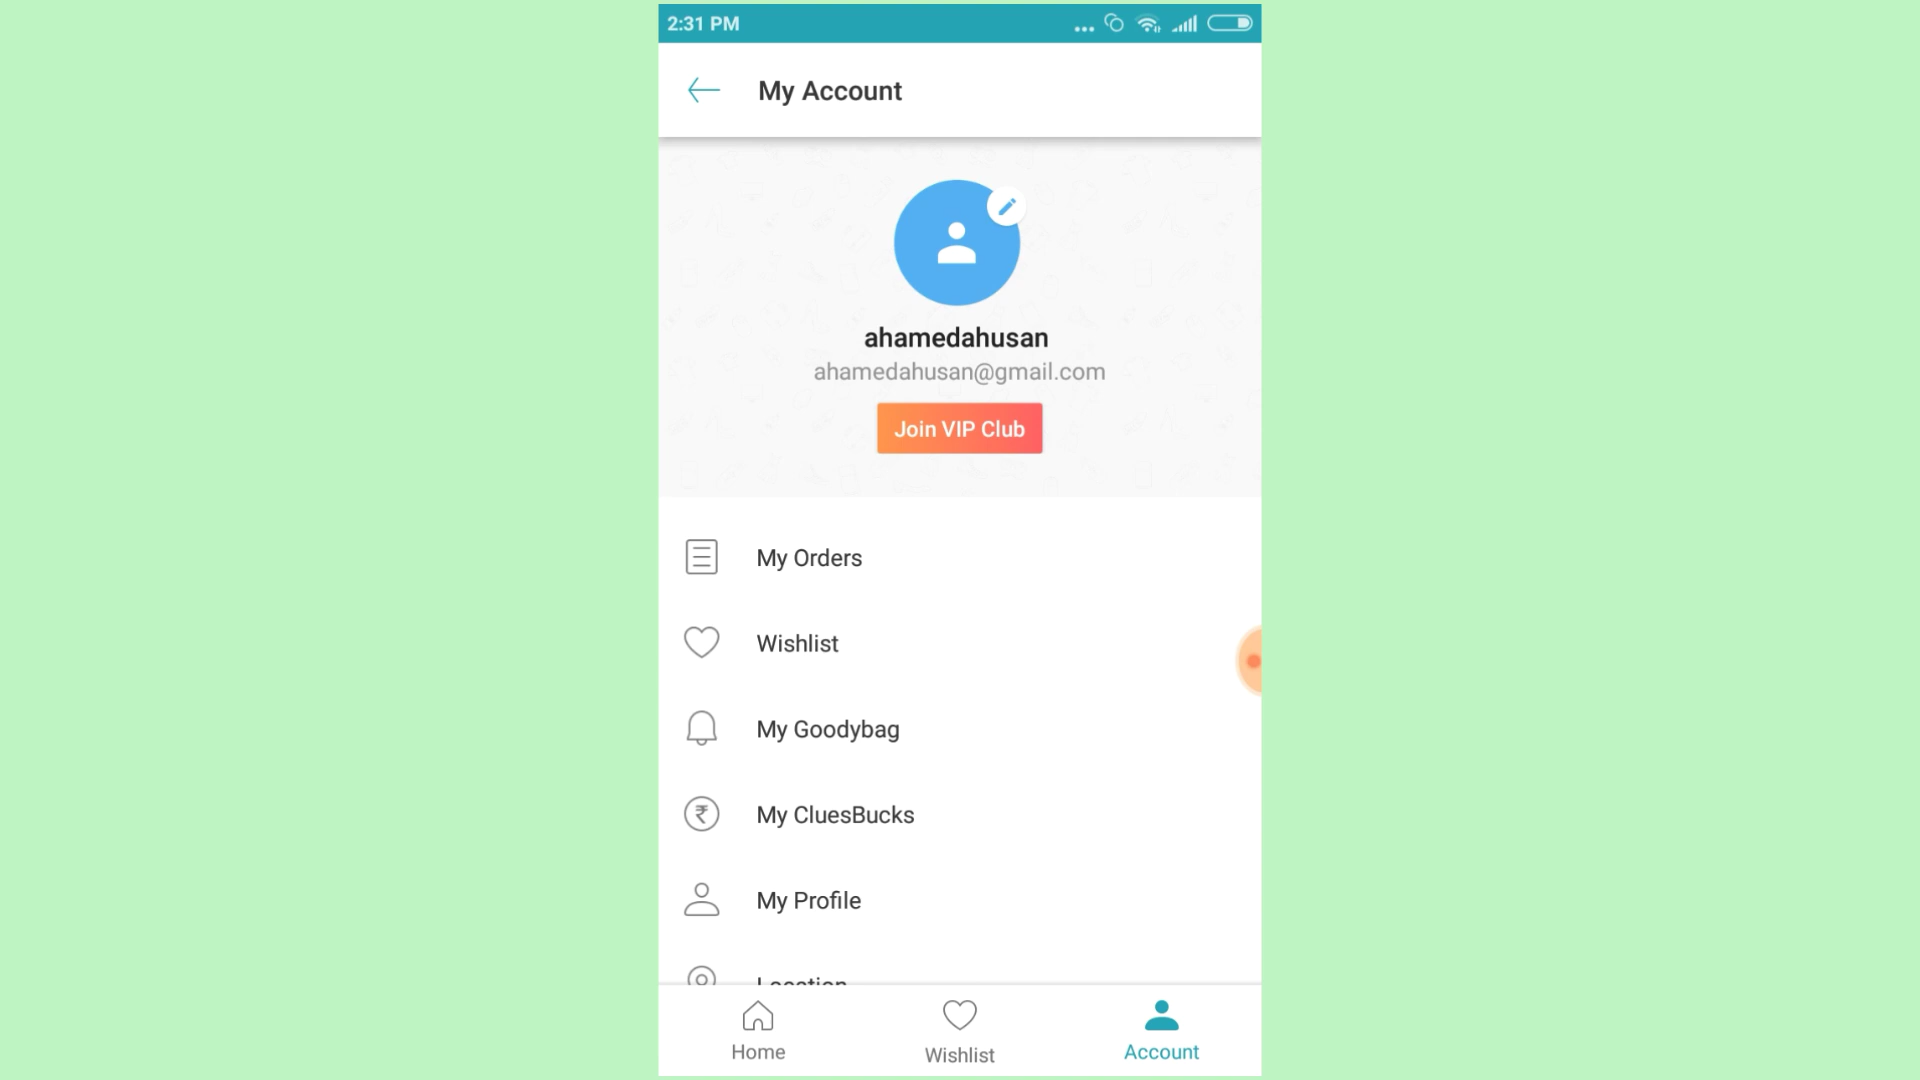 2:31 PM
My Account
ahamedahusan
ahamedahusan@gmail.com
Join VIP Club
My Orders
Wishlist
My Goodybag
₹ My CluesBucks
My Profile
Location
Home
Wishlist
Account